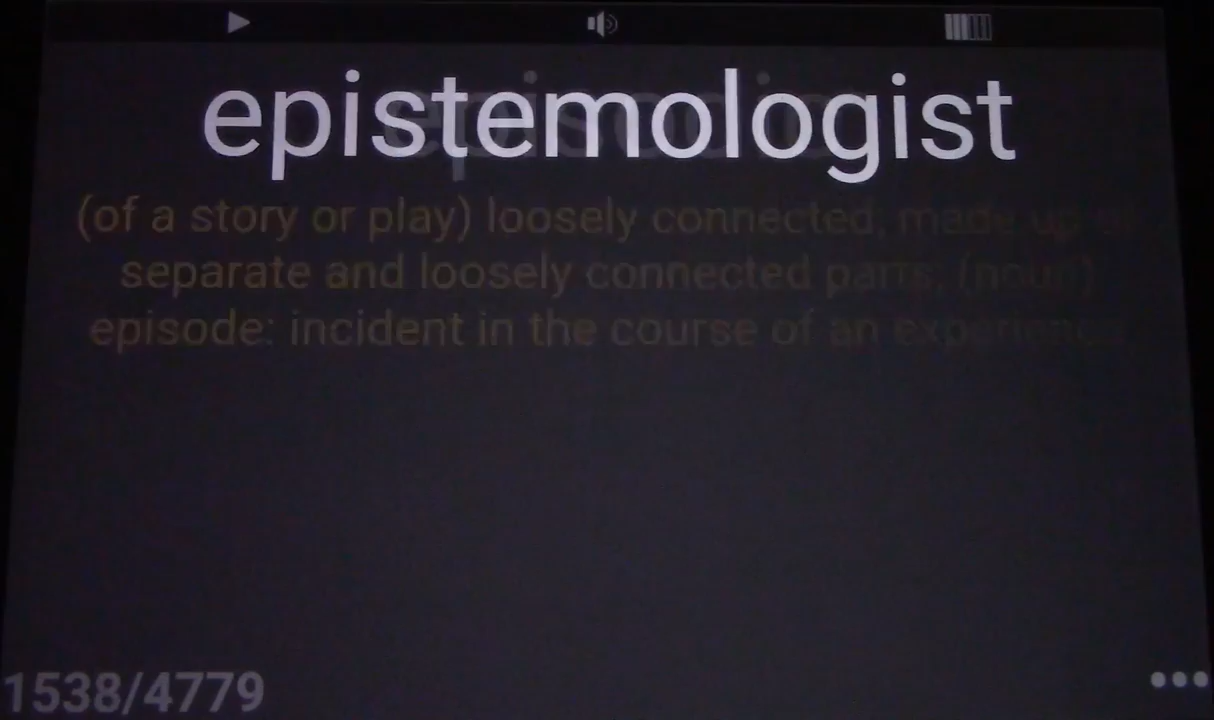 epistemologist
episodic
(of a story or play) loosely connected, made up of
separate and loosely connected parts; (noun)
episode: incident in the course of an experience
1538/4779